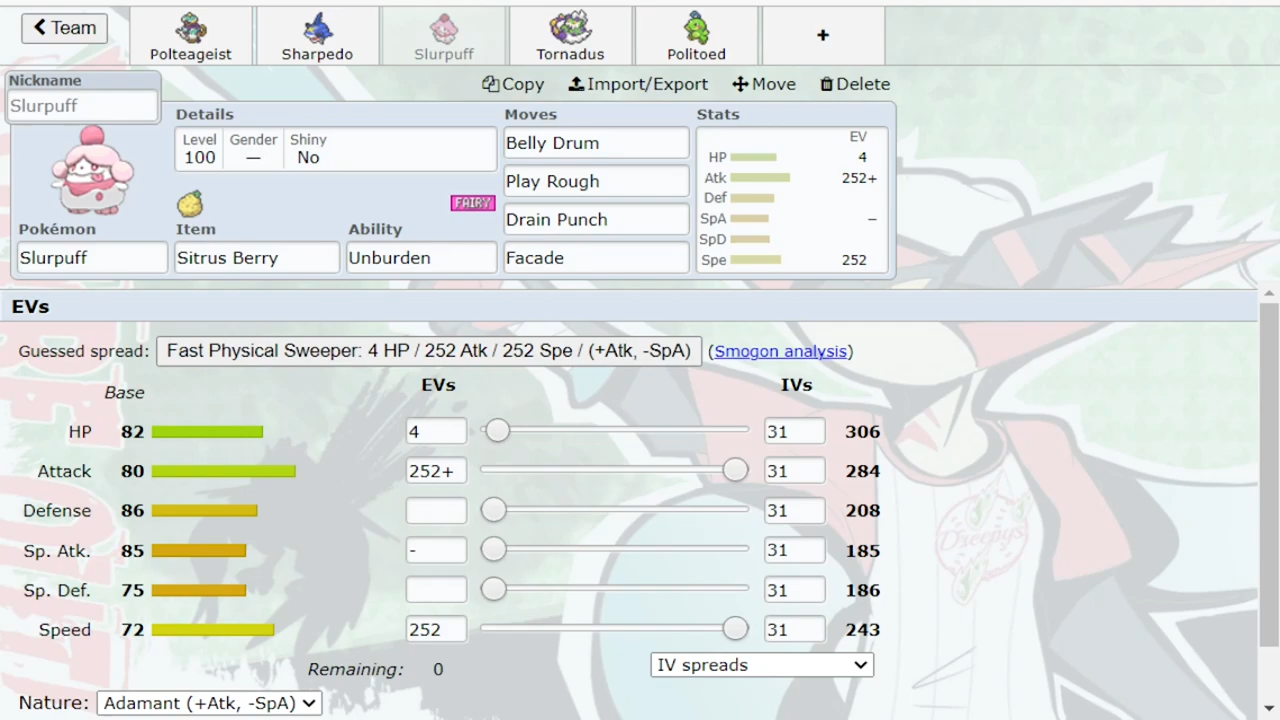 Team
Polteageist
Sharpedo
Slurpuff
Tornadus
Politoed
+
Nickname
Slurpuff
Copy
Import/Export
Move
Delete
Details
Level
100
Gender
—
Shiny
No
FAIRY
Pokémon
Slurpuff
Item
Sitrus Berry
Ability
Unburden
Moves
Belly Drum
Play Rough
Drain Punch
Facade
Stats
EV
HP 4
Atk 252+
Def
SpA –
SpD
Spe 252
EVs
Guessed spread: Fast Physical Sweeper: 4 HP / 252 Atk / 252 Spe / (+Atk, -SpA) (Smogon analysis)
Base EVs IVs
HP 82 4 31 306
Attack 80 252+ 31 284
Defense 86 31 208
Sp. Atk. 85 - 31 185
Sp. Def. 75 31 186
Speed 72 252 31 243
Remaining: 0 IV spreads
Nature: Adamant (+Atk, -SpA)
Dreepys